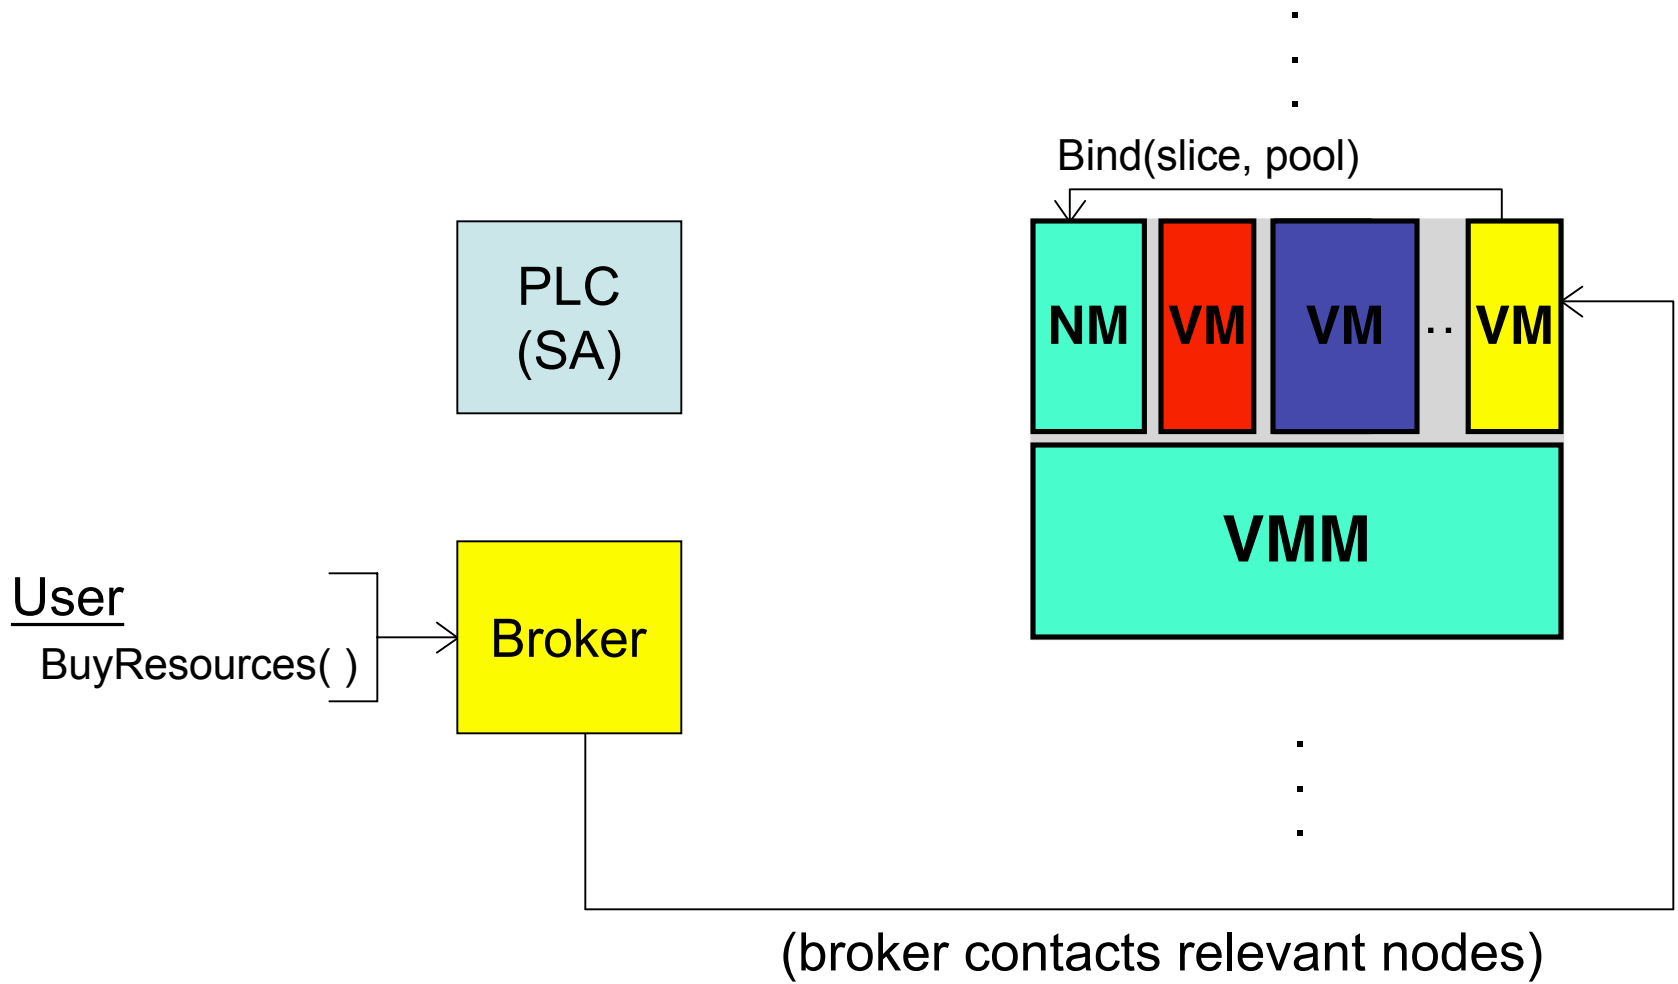 Bind(slice, pool)
PLC
(SA)
NM VM VM .. VM
VMM
User
BuyResources( )
Broker
(broker contacts relevant nodes)